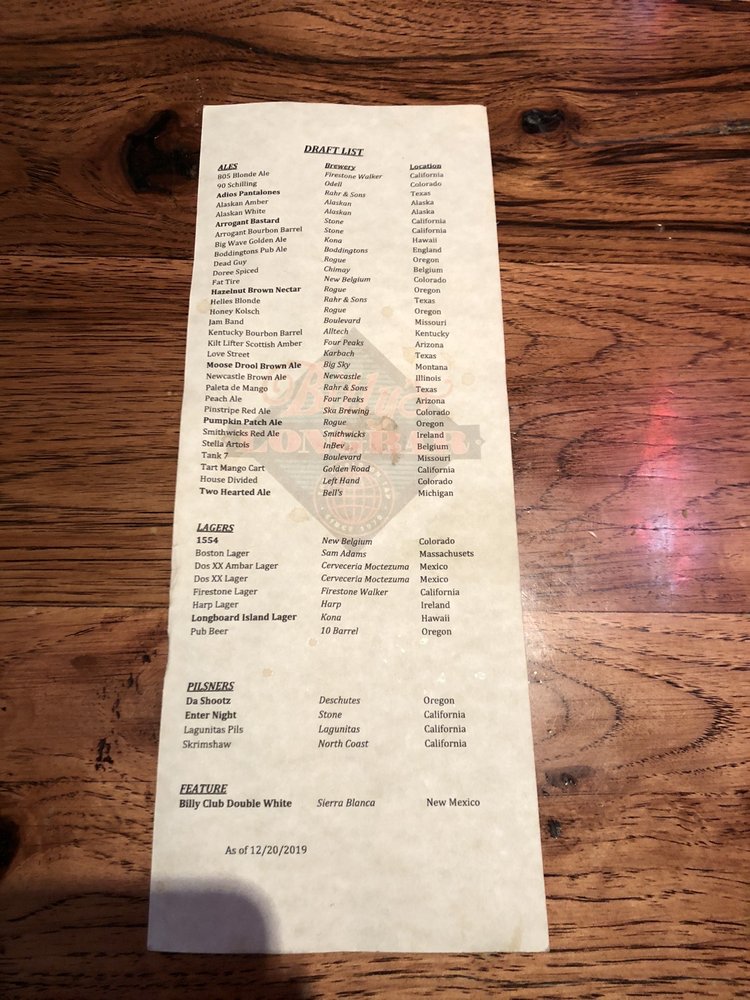 DRAFT LIST
ALES Brewery Location
805 Blonde Ale Firestone Walker California
90 Schilling Odell Colorado
Adios Pantalones Rahr & Sons Texas
Alaskan Amber Alaskan Alaska
Alaskan White Alaskan Alaska
Arrogant Bastard Stone California
Arrogant Bourbon Barrel Stone California
Big Wave Golden Ale Kona Hawaii
Boddingtons Pub Ale Boddingtons England
Dead Guy Rogue Oregon
Doree Spiced Chimay Belgium
Fat Tire New Belgium Colorado
Hazelnut Brown Nectar Rogue Oregon
Helles Blonde Rahr & Sons Texas
Honey Kolsch Rogue Oregon
Jam Band Boulevard Missouri
Kentucky Bourbon Barrel Alltech Kentucky
Kilt Lifter Scottish Amber Four Peaks Arizona
Love Street Karbach Texas
Moose Drool Brown Ale Big Sky Montana
Newcastle Brown Ale Newcastle Illinois
Paleta de Mango Rahr & Sons Texas
Peach Ale Four Peaks Arizona
Pinstripe Red Ale Ska Brewing Colorado
Pumpkin Patch Ale Rogue Oregon
Smithwicks Red Ale Smithwicks Ireland
Stella Artois InBev Belgium
Tank 7 Boulevard Missouri
Tart Mango Cart Golden Road California
House Divided Left Hand Colorado
Two Hearted Ale Bell's Michigan
LAGERS
1554 New Belgium Colorado
Boston Lager Sam Adams Massachusets
Dos XX Ambar Lager Cerveceria Moctezuma Mexico
Dos XX Lager Cerveceria Moctezuma Mexico
Firestone Lager Firestone Walker California
Harp Lager Harp Ireland
Longboard Island Lager Kona Hawaii
Pub Beer 10 Barrel Oregon
PILSNERS
Da Shootz Deschutes Oregon
Enter Night Stone California
Lagunitas Pils Lagunitas California
Skrimshaw North Coast California
FEATURE
Billy Club Double White Sierra Blanca New Mexico
As of 12/20/2019